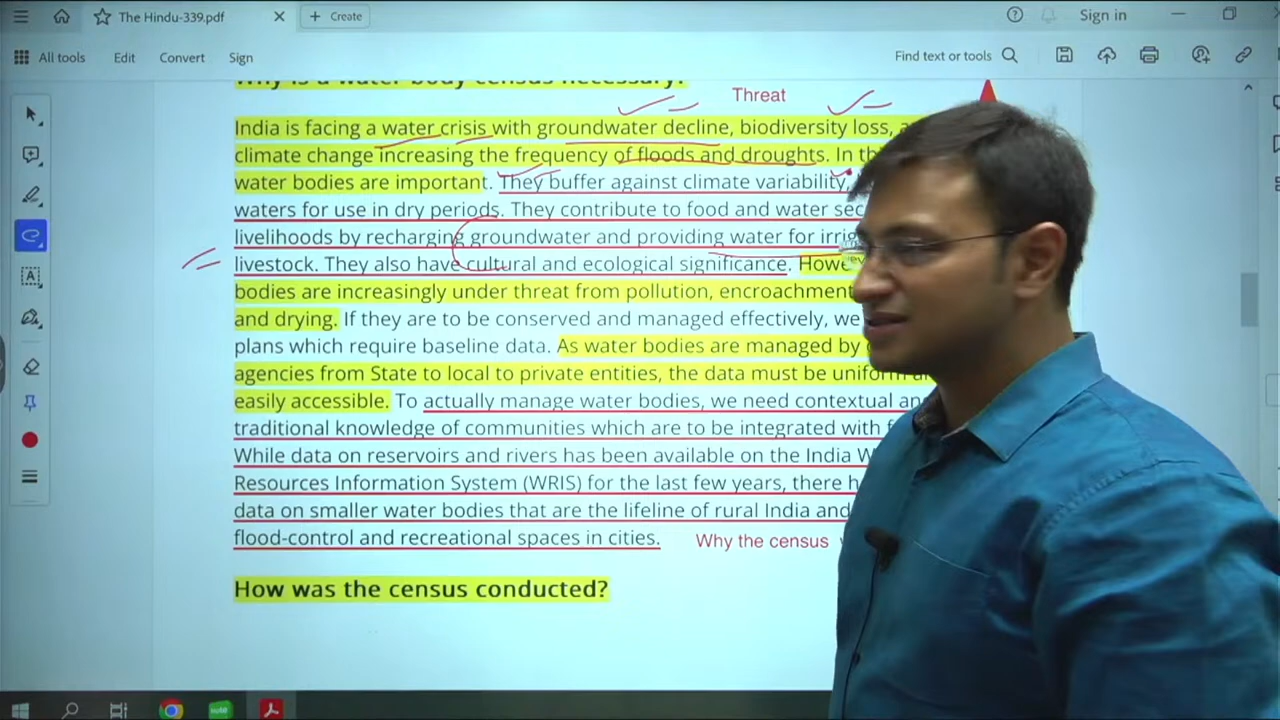 The Hindu-339.pdf
Create
Sign in
All tools
Edit
Convert
Sign
Find text or tools
Why is a water body census necessary?
Threat
India is facing a water crisis with groundwater decline, biodiversity loss,
climate change increasing the frequency of floods and droughts. In
water bodies are important. They buffer against climate variability,
waters for use in dry periods. They contribute to food and water
livelihoods by recharging groundwater and providing water for
livestock. They also have cultural and ecological significance.
bodies are increasingly under threat from pollution, encroachment
and drying. If they are to be conserved and managed effectively, we
plans which require baseline data. As water bodies are managed by
agencies from State to local to private entities, the data must be uniform
easily accessible. To actually manage water bodies, we need contextual
traditional knowledge of communities which are to be integrated with
While data on reservoirs and rivers has been available on the India
Resources Information System (WRIS) for the last few years, there
data on smaller water bodies that are the lifeline of rural India and
flood-control and recreational spaces in cities.
Why the census
How was the census conducted?